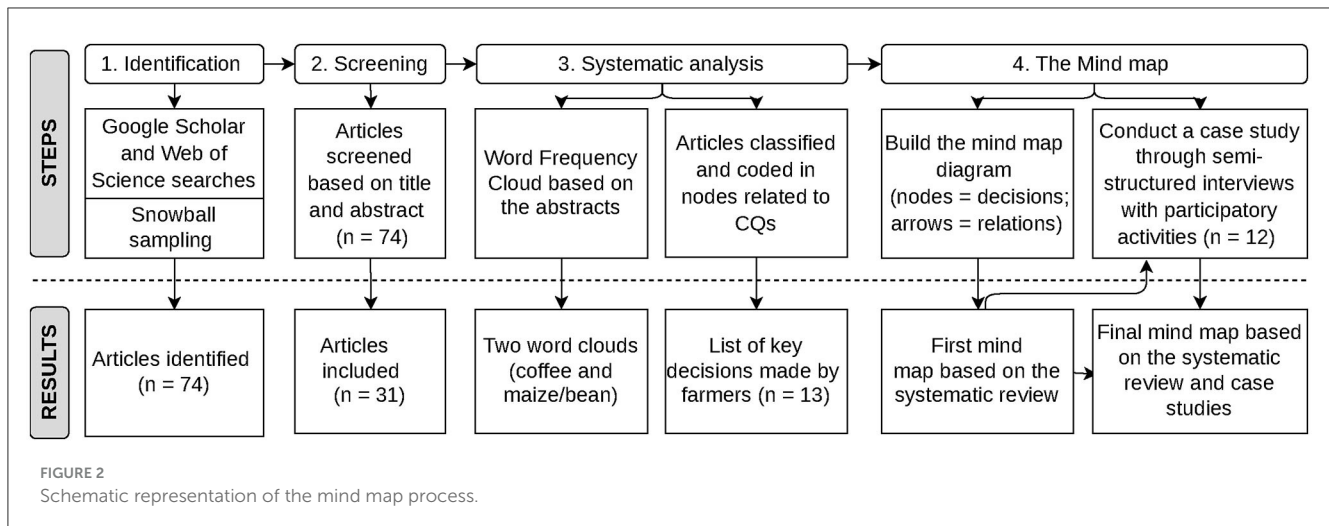 1. Identification
2. Screening
3. Systematic analysis
4. The Mind map
STEPS
Google Scholar
and Web of
Science searches
Snowball
sampling
Articles
screened
based on title
and abstract
(n = 74)
Word Frequency
Cloud based on
the abstracts
Articles classified
and coded in
nodes related to
CQs
Build the mind map
diagram
(nodes = decisions;
arrows = relations)
Conduct a case study
through semi-
structured interviews
with participatory
activities (n = 12)
RESULTS
Articles identified
(n = 74)
Articles
included
(n = 31)
Two word clouds
(coffee and
maize/bean)
List of key
decisions made by
farmers (n = 13)
First mind
map based on the
systematic review
Final mind map based
on the systematic
review and case
studies
FIGURE 2
Schematic representation of the mind map process.